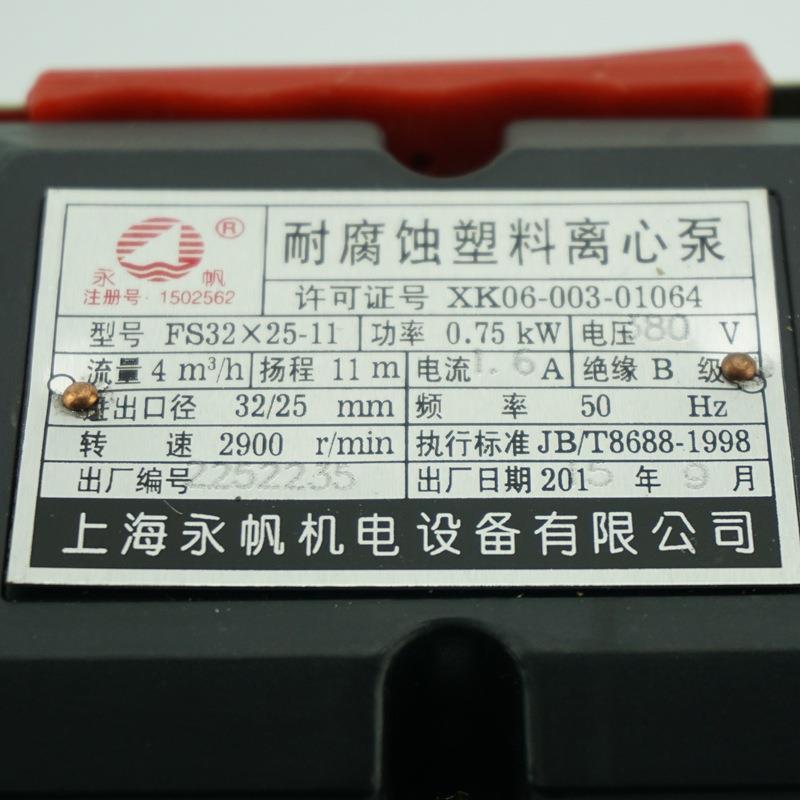 ®
永 帆
注册号·1502562
耐腐蚀塑料离心泵
许可证号 XK06-003-01064
型号 FS32×25-11 功率 0.75 kW 电压 380 V
流量 4 m³/h 扬程 11 m 电流 1.6 A 绝缘 B 级
进出口径 32/25 mm 频 率 50 Hz
转 速 2900 r/min 执行标准 JB/T8688-1998
出厂编号 2252235 出厂日期 2015 年 9 月
上海永帆机电设备有限公司